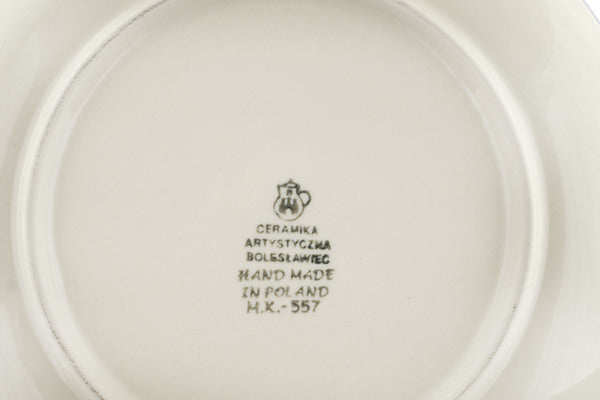 B
CERAMIKA
ARTYSTYCZNA
BOLESŁAWIEC
HAND MADE
IN POLAND
M.K.-557